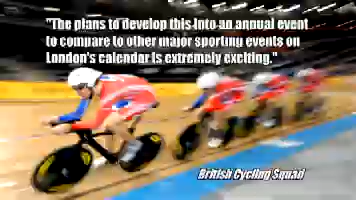 "The plans to develop this into an annual event
to compare to other major sporting events on
London's calendar is extremely exciting."
British Cycling Squad